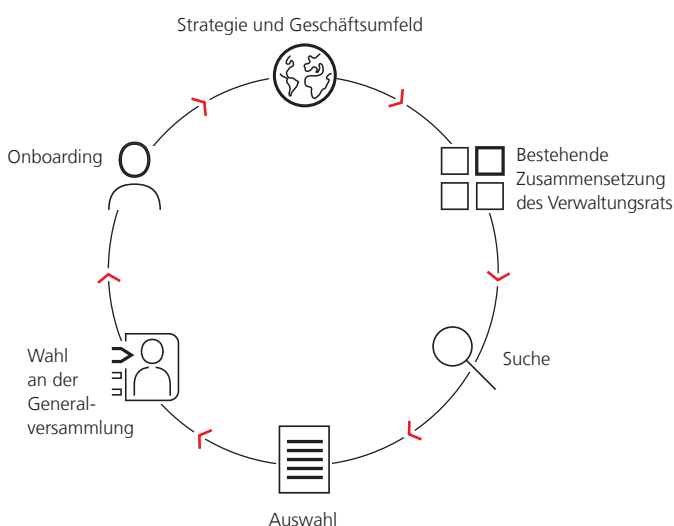 Strategie und Geschäftsumfeld
Bestehende
Zusammensetzung
des Verwaltungsrats
Suche
Auswahl
Wahl
an der
General-
versammlung
Onboarding